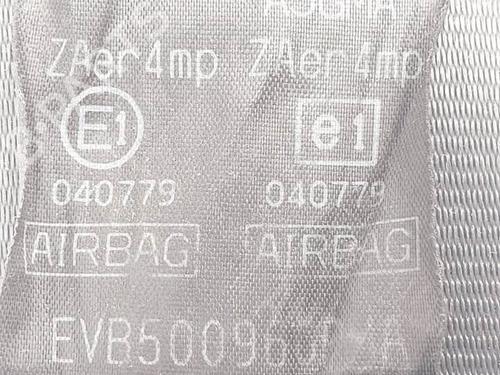 ZAer4mp ZAer4mp
E1 e1
040779 040779
AIRBAG AIRBAG